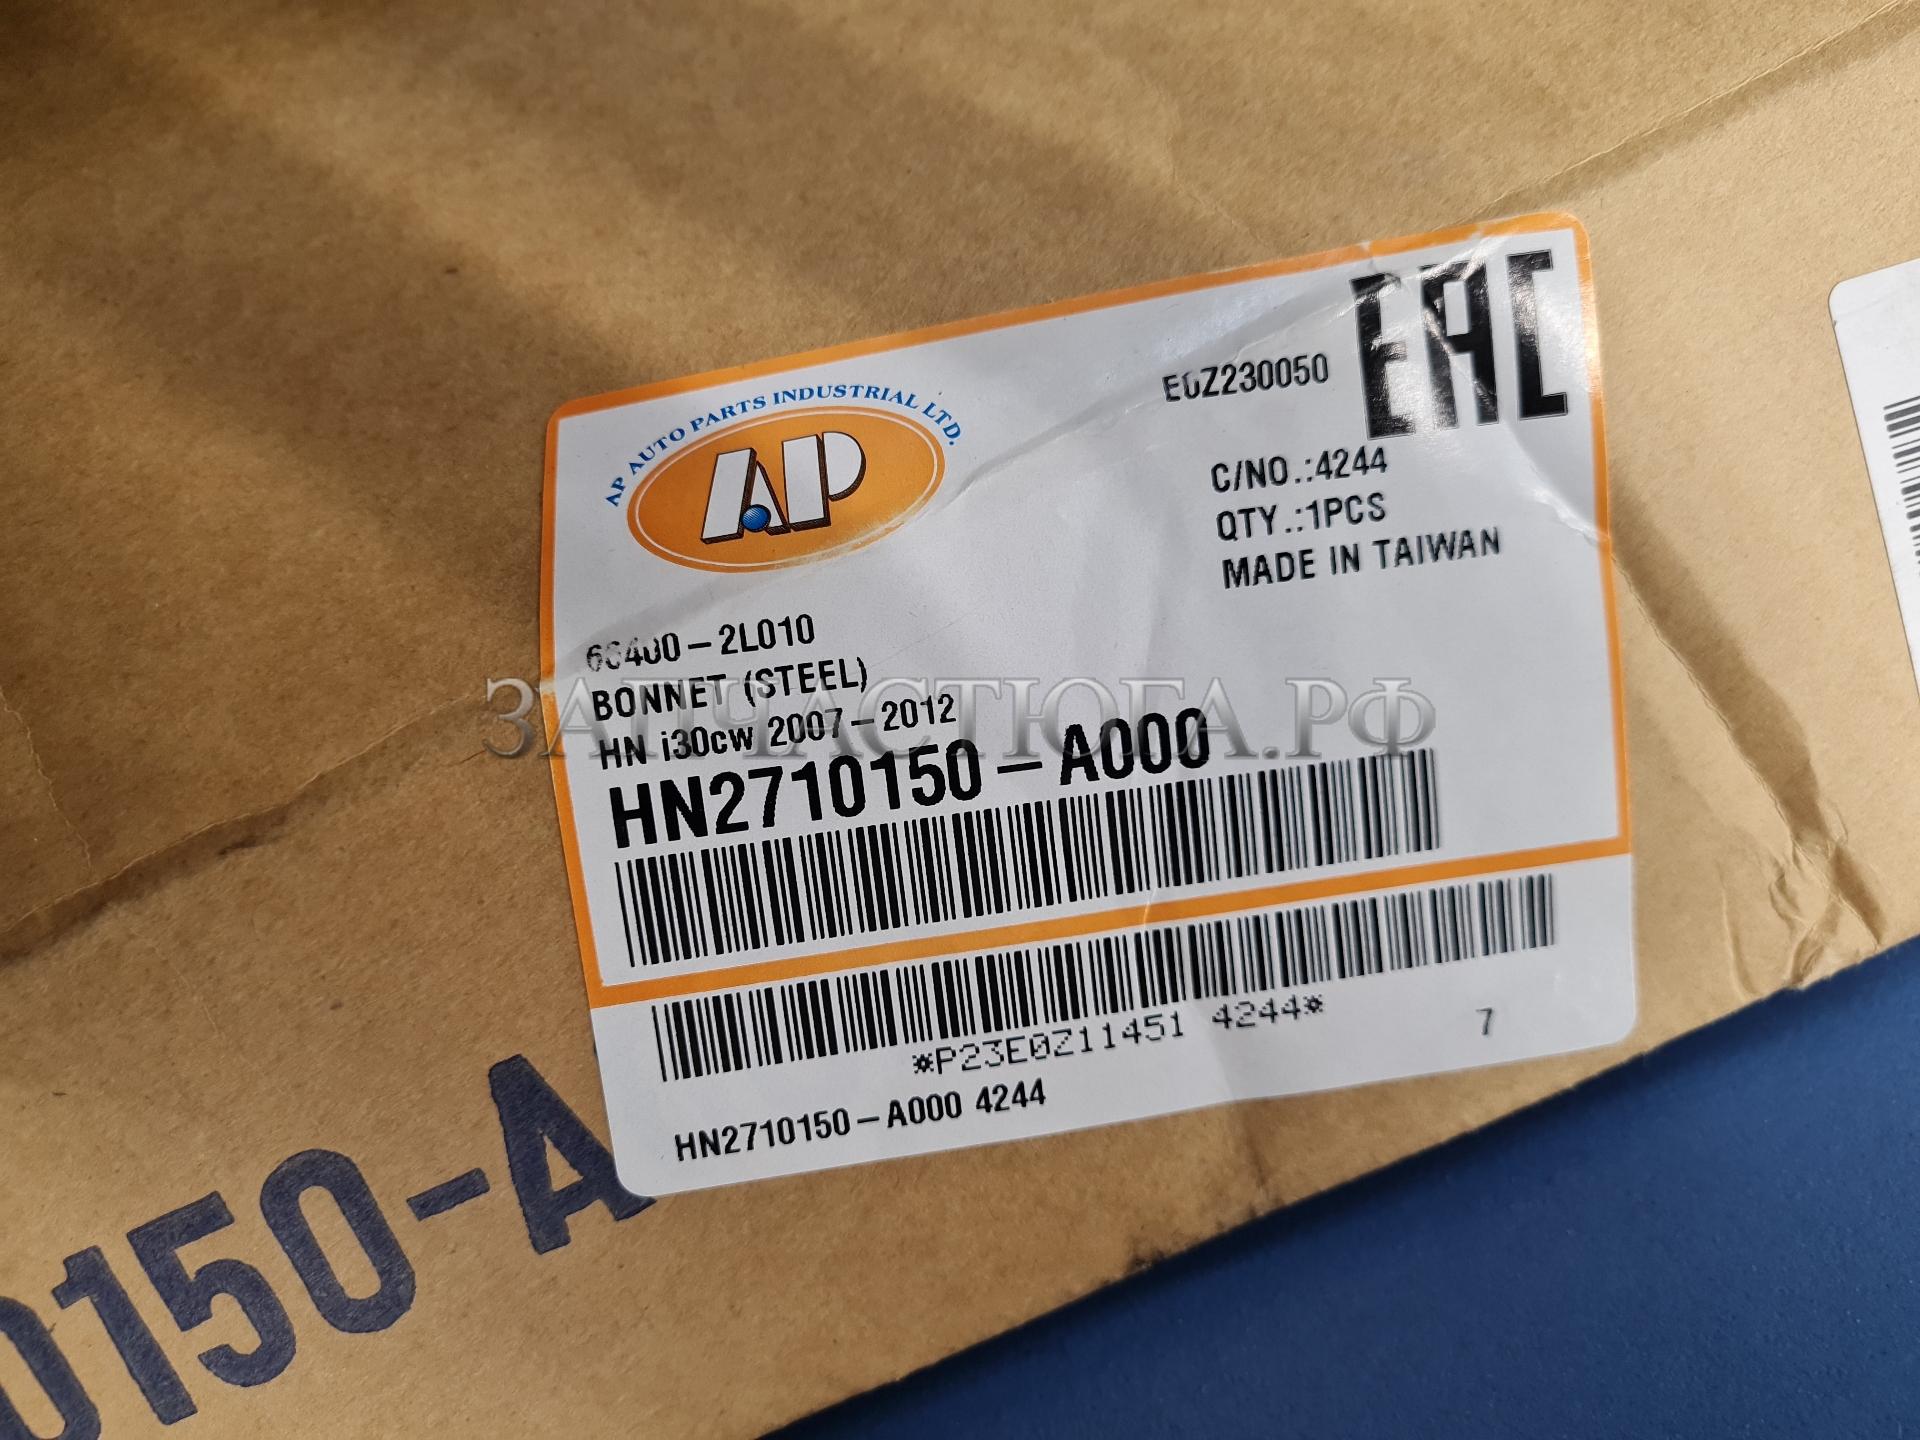 AP AUTO PARTS INDUSTRIAL LTD.
AP
EAC
E0Z230050
C/NO.:4244
QTY.:1PCS
MADE IN TAIWAN
66400-2L010
BONNET (STEEL)
HN i30cw 2007-2012
HN2710150-A000
ЗАПЧАСТЮГА.РФ
*P23E0Z11451 4244*
7
HN2710150-A000 4244
0150-A